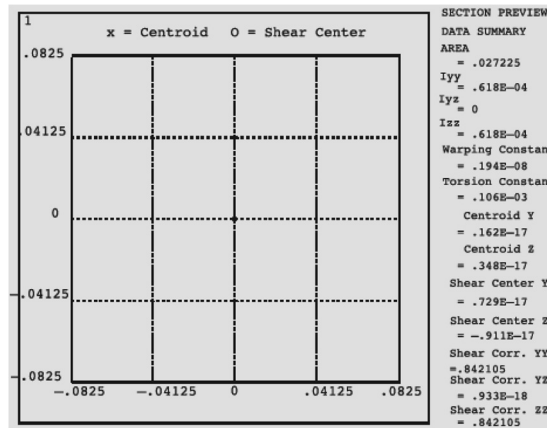 1
x = Centroid O = Shear Center
.0825
.04125
0
-.04125
-.0825
-.0825 -.04125 0 .04125 .0825
SECTION PREVIEW
DATA SUMMARY
AREA
= .027225
Iyy
= .618E-04
Iyz
= 0
Izz
= .618E-04
Warping Constan
= .194E-08
Torsion Constan
= .106E-03
Centroid Y
= .162E-17
Centroid Z
= .348E-17
Shear Center Y
= .729E-17
Shear Center Z
= -.911E-17
Shear Corr. YY
=.842105
Shear Corr. YZ
= .933E-18
Shear Corr. ZZ
= .842105